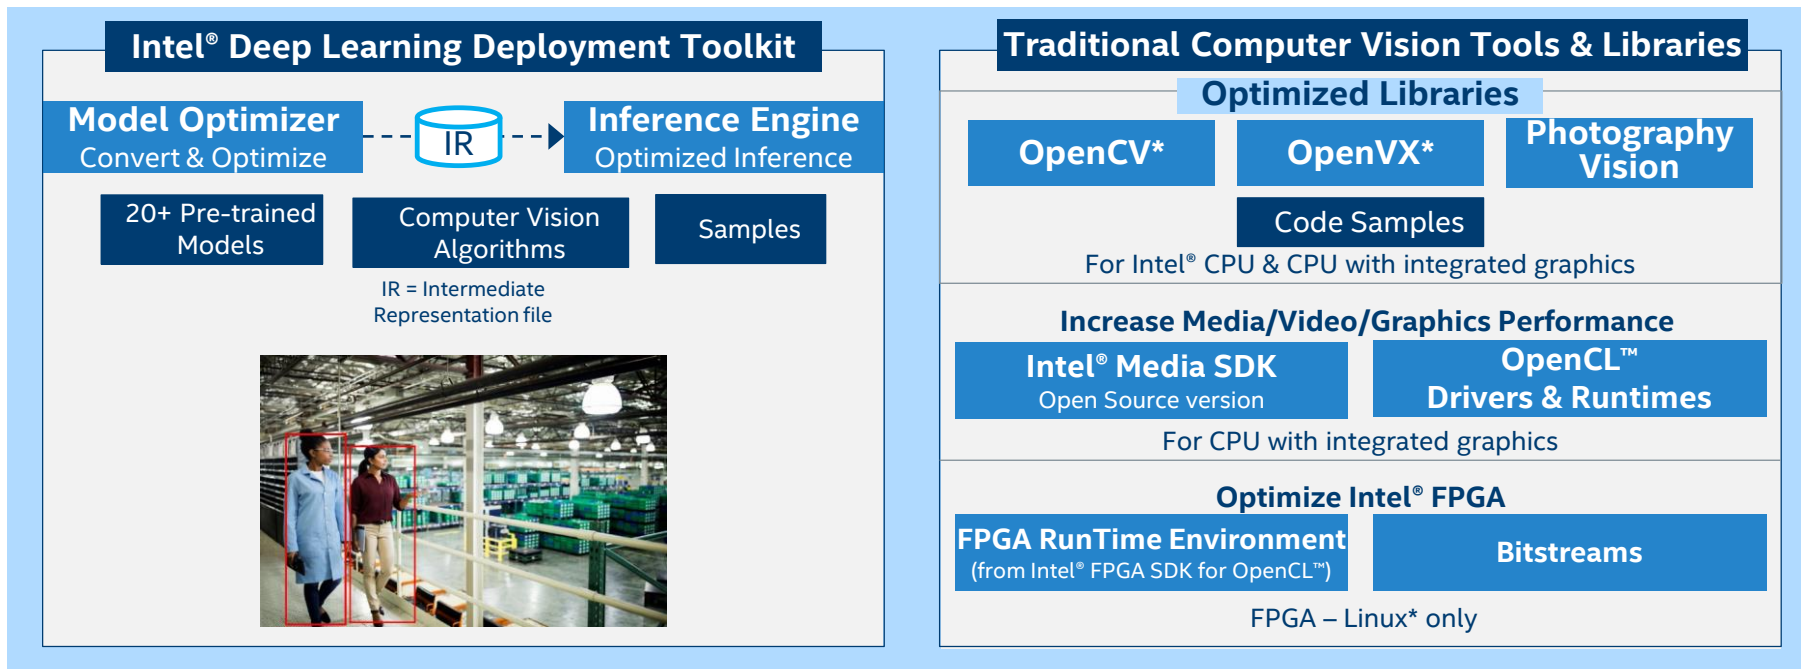 Intel® Deep Learning Deployment Toolkit
Model Optimizer
Convert & Optimize
IR
Inference Engine
Optimized Inference
20+ Pre-trained
Models
Computer Vision
Algorithms
Samples
IR = Intermediate
Representation file
Traditional Computer Vision Tools & Libraries
Optimized Libraries
OpenCV*
OpenVX*
Photography
Vision
Code Samples
For Intel® CPU & CPU with integrated graphics
Increase Media/Video/Graphics Performance
Intel® Media SDK
Open Source version
OpenCL™
Drivers & Runtimes
For CPU with integrated graphics
Optimize Intel® FPGA
FPGA RunTime Environment
(from Intel® FPGA SDK for OpenCL™)
Bitstreams
FPGA – Linux* only